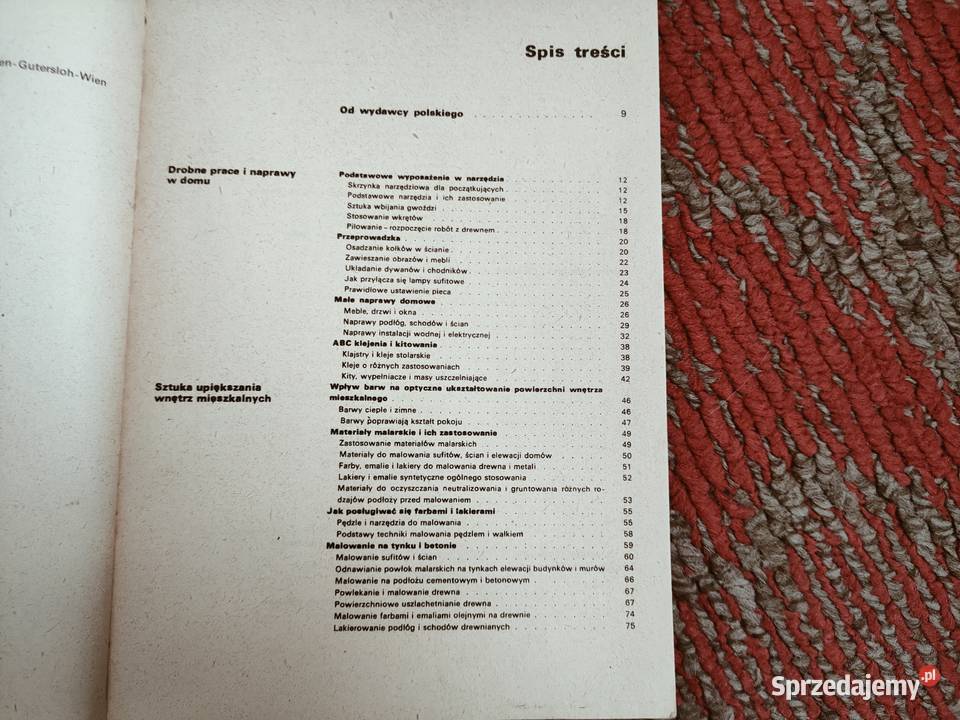 en-Gutersloh-Wien
Spis treści
Od wydawcy polskiego . . . . . . . . . . . . . 9
Drobne prace i naprawy
w domu
Podstawowe wyposażenie w narzędzia 12
Skrzynka narzędziowa dla początkujących 12
Podstawowe narzędzia i ich zastosowanie 12
Sztuka wbijania gwoździ 15
Stosowanie wkrętów 18
Piłowanie – rozpoczęcie robót z drewnem 18
Przeprowadzka 20
Osadzanie kołków w ścianie 20
Zawieszanie obrazów i mebli 22
Układanie dywanów i chodników 23
Jak przyłącza się lampy sufitowe 24
Prawidłowe ustawienie pieca 25
Małe naprawy domowe 26
Meble, drzwi i okna 26
Naprawy podłóg, schodów i ścian 29
Naprawy instalacji wodnej i elektrycznej 32
ABC klejenia i kitowania 38
Klajstry i kleje stolarskie 38
Kleje o różnych zastosowaniach 39
Kity, wypełniacze i masy uszczelniające 42
Sztuka upiększania
wnętrz mieszkalnych
Wpływ barw na optyczne ukształtowanie powierzchni wnętrza
mieszkalnego 46
Barwy ciepłe i zimne 46
Barwy poprawiają kształt pokoju 47
Materiały malarskie i ich zastosowanie 49
Zastosowanie materiałów malarskich 49
Materiały do malowania sufitów, ścian i elewacji domów 50
Farby, emalie i lakiery do malowania drewna i metali 51
Lakiery i emalie syntetyczne ogólnego stosowania 52
Materiały do oczyszczania neutralizowania i gruntowania różnych ro-
dzajów podłoży przed malowaniem 53
Jak posługiwać się farbami i lakierami 55
Pędzle i narzędzia do malowania 55
Podstawy techniki malowania pędzlem i wałkiem 58
Malowanie na tynku i betonie 59
Malowanie sufitów i ścian 60
Odnawianie powłok malarskich na tynkach elewacji budynków i murów 64
Malowanie na podłożu cementowym i betonowym 66
Powlekanie i malowanie drewna 67
Powierzchniowe uszlachetnianie drewna 67
Malowanie farbami i emaliami olejnymi na drewnie 74
Lakierowanie podłóg i schodów drewnianych 75
Sprzedajemy.pl